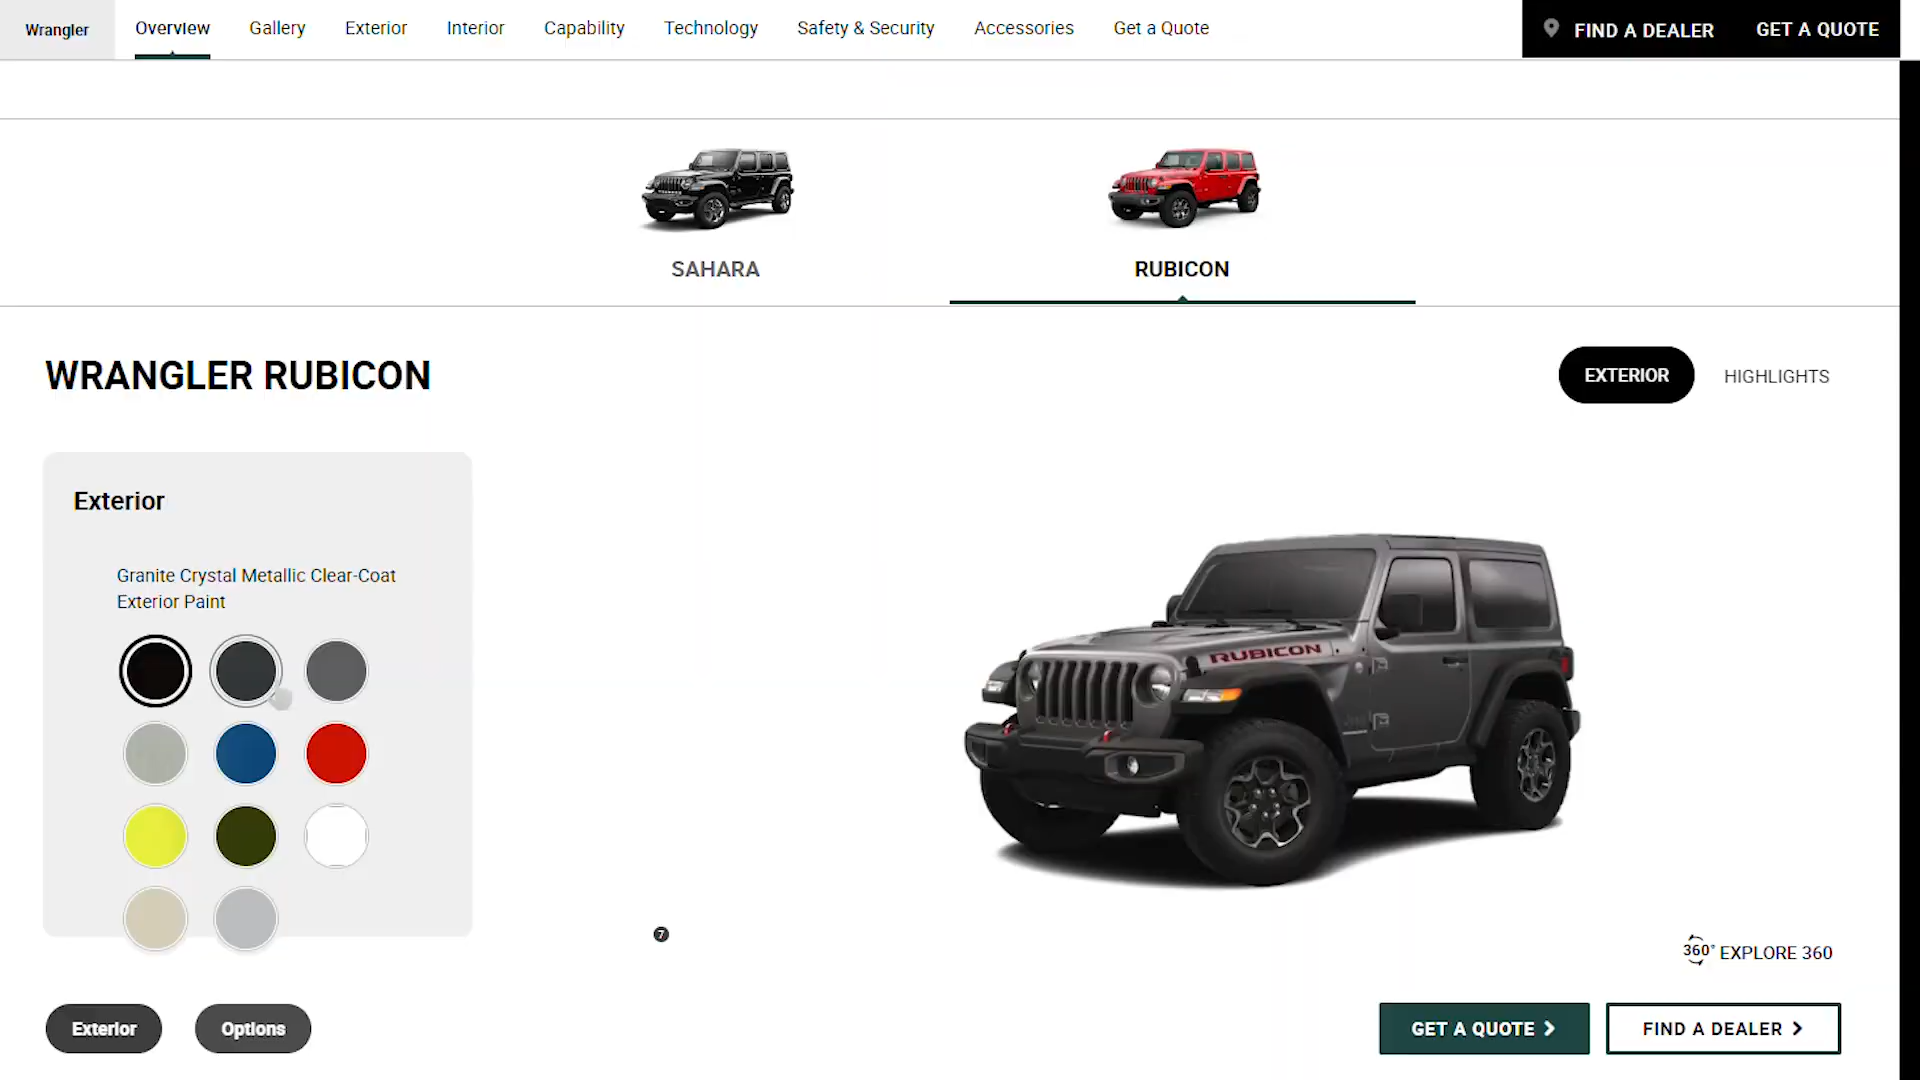 Wrangler
Overview
Gallery
Exterior
Interior
Capability
Technology
Safety & Security
Accessories
Get a Quote
FIND A DEALER
GET A QUOTE
SAHARA
RUBICON
WRANGLER RUBICON
EXTERIOR
HIGHLIGHTS
Exterior
Granite Crystal Metallic Clear-Coat
Exterior Paint
RUBICON
7
360° EXPLORE 360
Exterior
Options
GET A QUOTE
FIND A DEALER